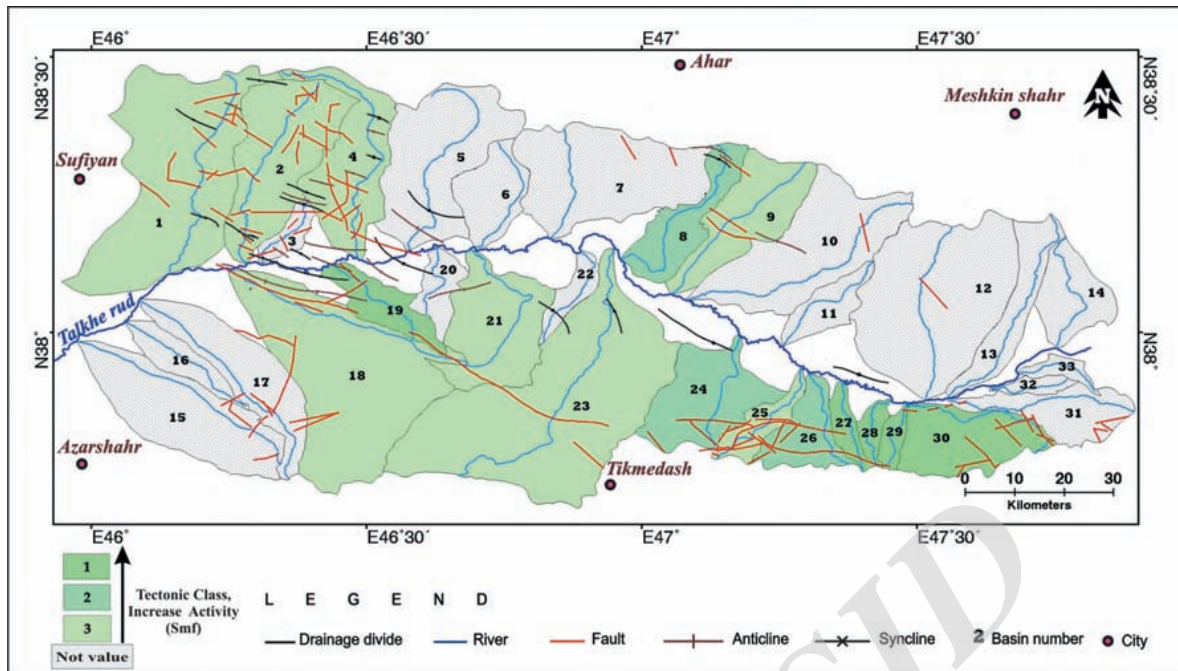 E46° E46°,30´ E47° E47°,30´
N38°,30´
N38°,30´
Ahar
Meshkin shahr
N
Sufiyan
1
2
3
4
5
6
7
8
9
10
11
12
13
14
15
16
17
18
19
20
21
22
23
24
25
26
27
28
29
30
31
32
33
Talkhe rud
N38°
N38°
Azarshahr
Tikmedash
0 10 20 30
Kilometers
E46° E46°,30´ E47° E47°,30´
1
2
3
Not value
Tectonic Class,
Increase Activity
(Smf)
L E G E N D
Drainage divide River Fault Anticline Syncline 2 Basin number City
SID